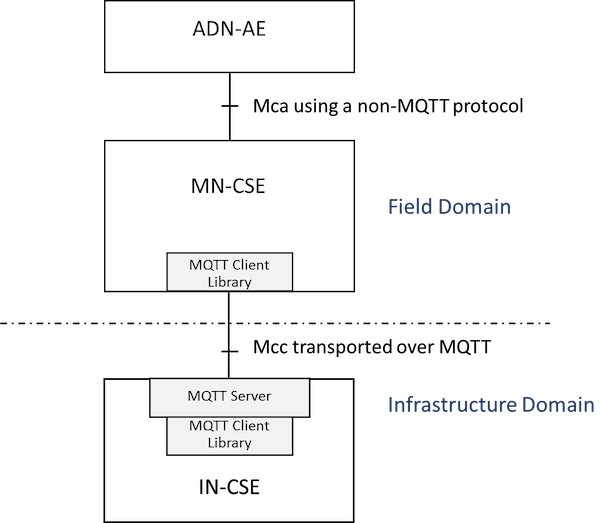 ADN-AE
Mca using a non-MQTT protocol
MN-CSE
Field Domain
MQTT Client
Library
Mcc transported over MQTT
MQTT Server
Infrastructure Domain
MQTT Client
Library
IN-CSE